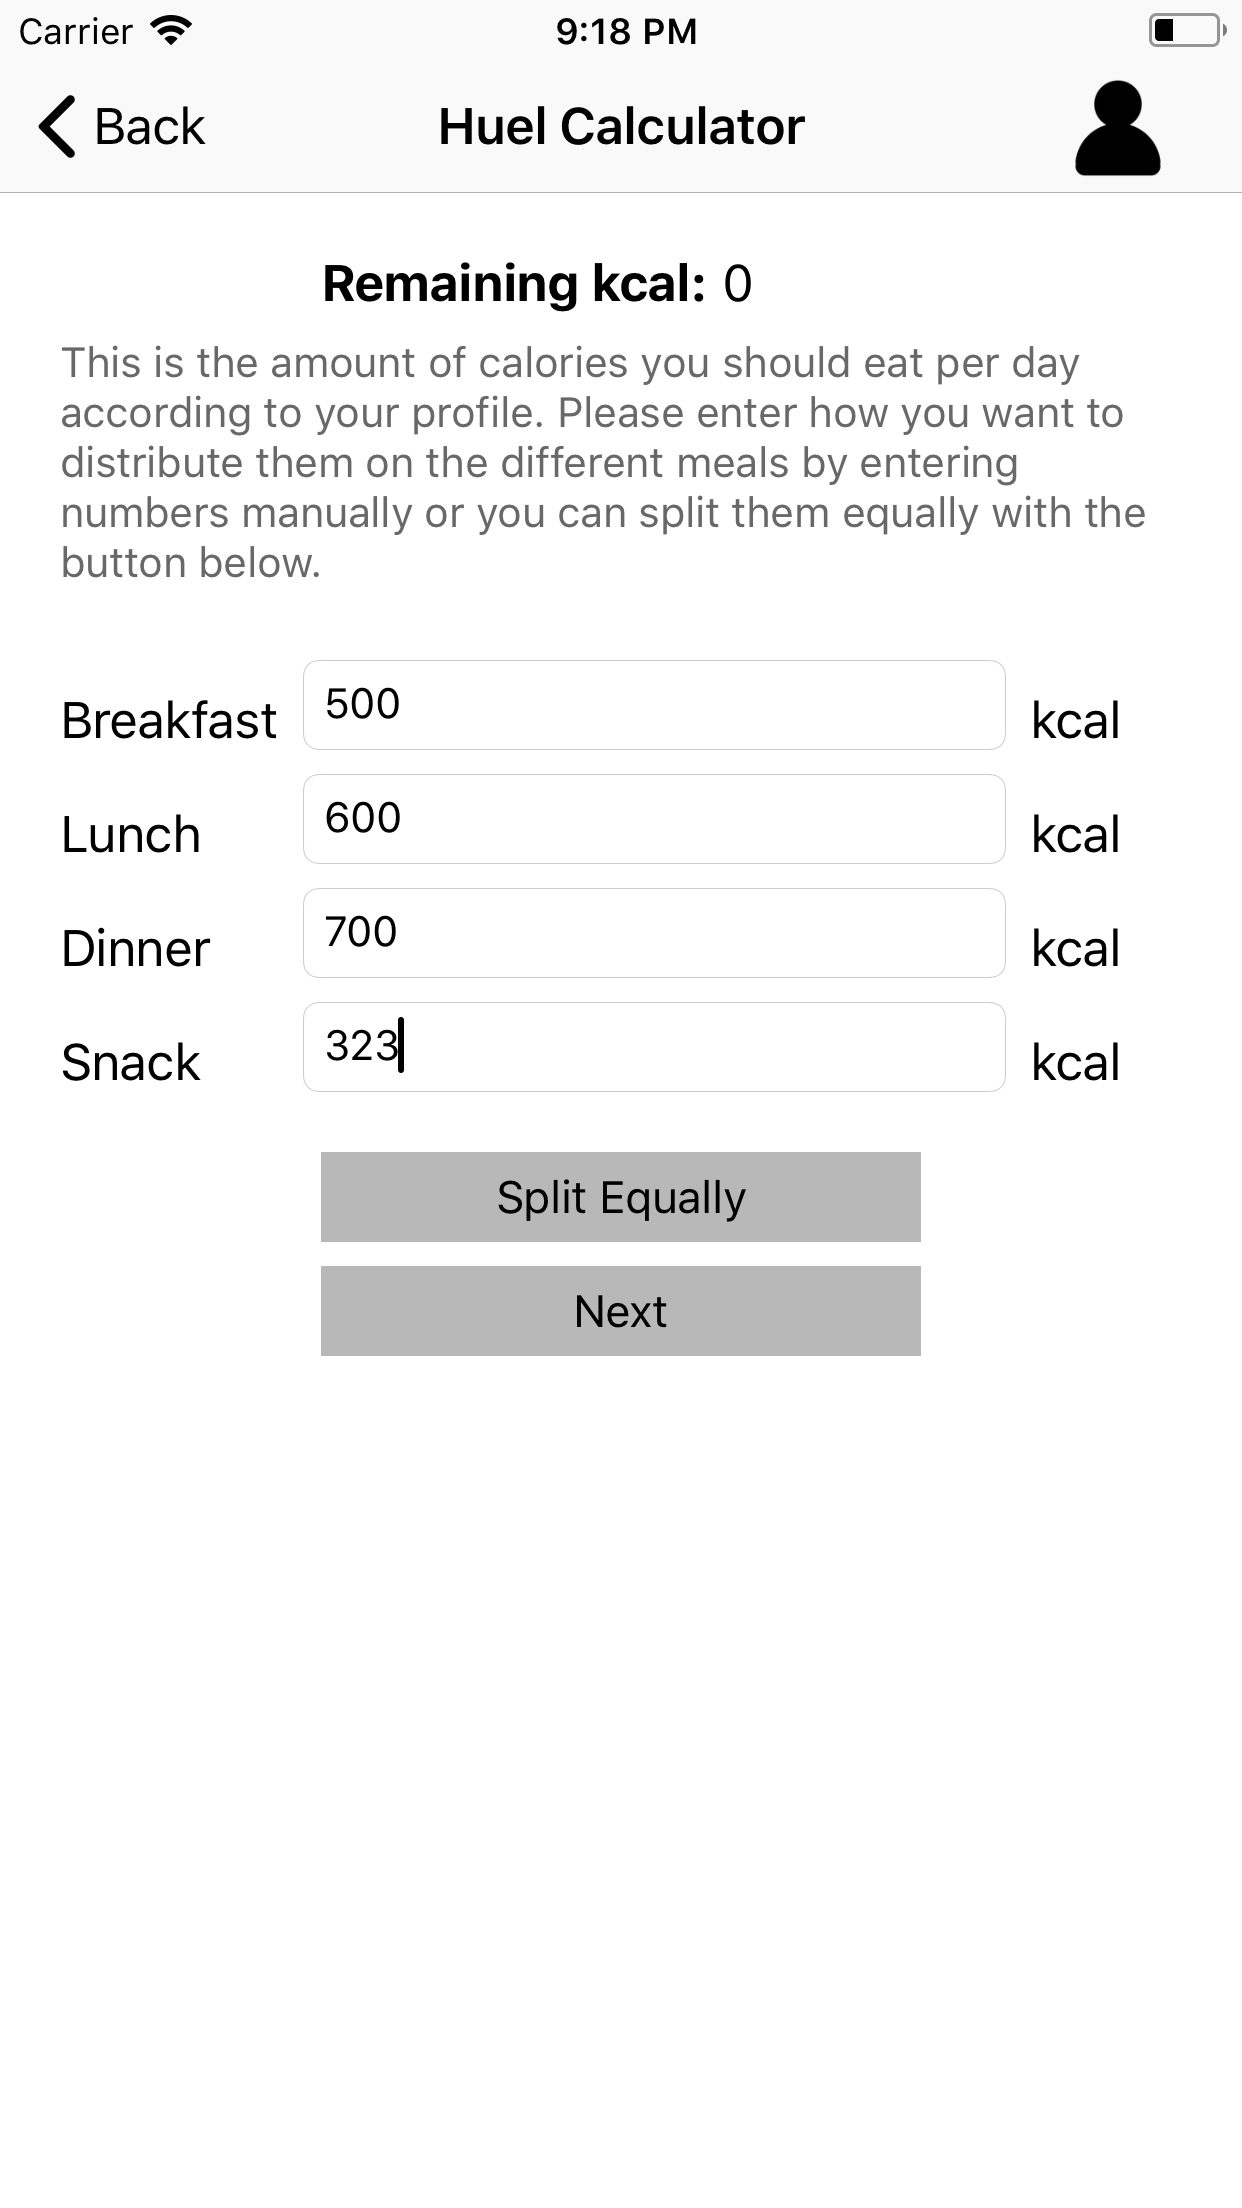 Carrier 9:18 PM
Back Huel Calculator
Remaining kcal: 0
This is the amount of calories you should eat per day
according to your profile. Please enter how you want to
distribute them on the different meals by entering
numbers manually or you can split them equally with the
button below.
Breakfast 500 kcal
Lunch 600 kcal
Dinner 700 kcal
Snack 323 kcal
Split Equally
Next